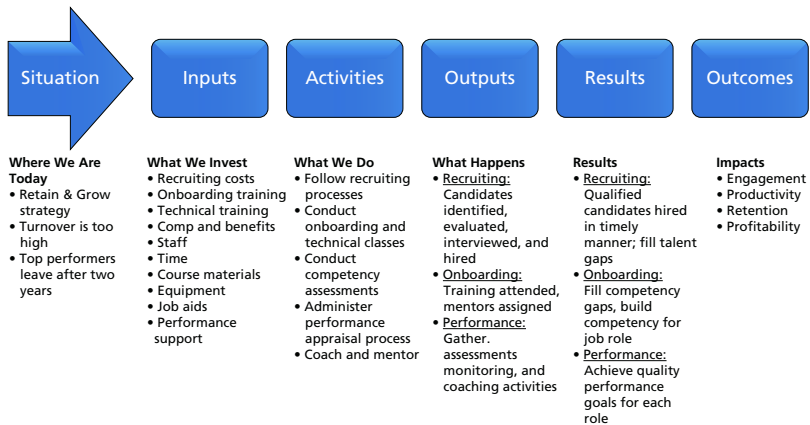 Situation
Inputs
Activities
Outputs
Results
Outcomes
Where We Are
Today
• Retain & Grow
strategy
• Turnover is too
high
• Top performers
leave after two
years
What We Invest
• Recruiting costs
• Onboarding training
• Technical training
• Comp and benefits
• Staff
• Time
• Course materials
• Equipment
• Job aids
• Performance
support
What We Do
• Follow recruiting
processes
• Conduct
onboarding and
technical classes
• Conduct
competency
assessments
• Administer
performance
appraisal process
• Coach and mentor
What Happens
• Recruiting:
Candidates
identified,
evaluated,
interviewed, and
hired
• Onboarding:
Training attended,
mentors assigned
• Performance:
Gather.
assessments
monitoring, and
coaching activities
Results
• Recruiting:
Qualified
candidates hired
in timely
manner; fill talent
gaps
• Onboarding:
Fill competency
gaps, build
competency for
job role
• Performance:
Achieve quality
performance
goals for each
role
Impacts
• Engagement
• Productivity
• Retention
• Profitability